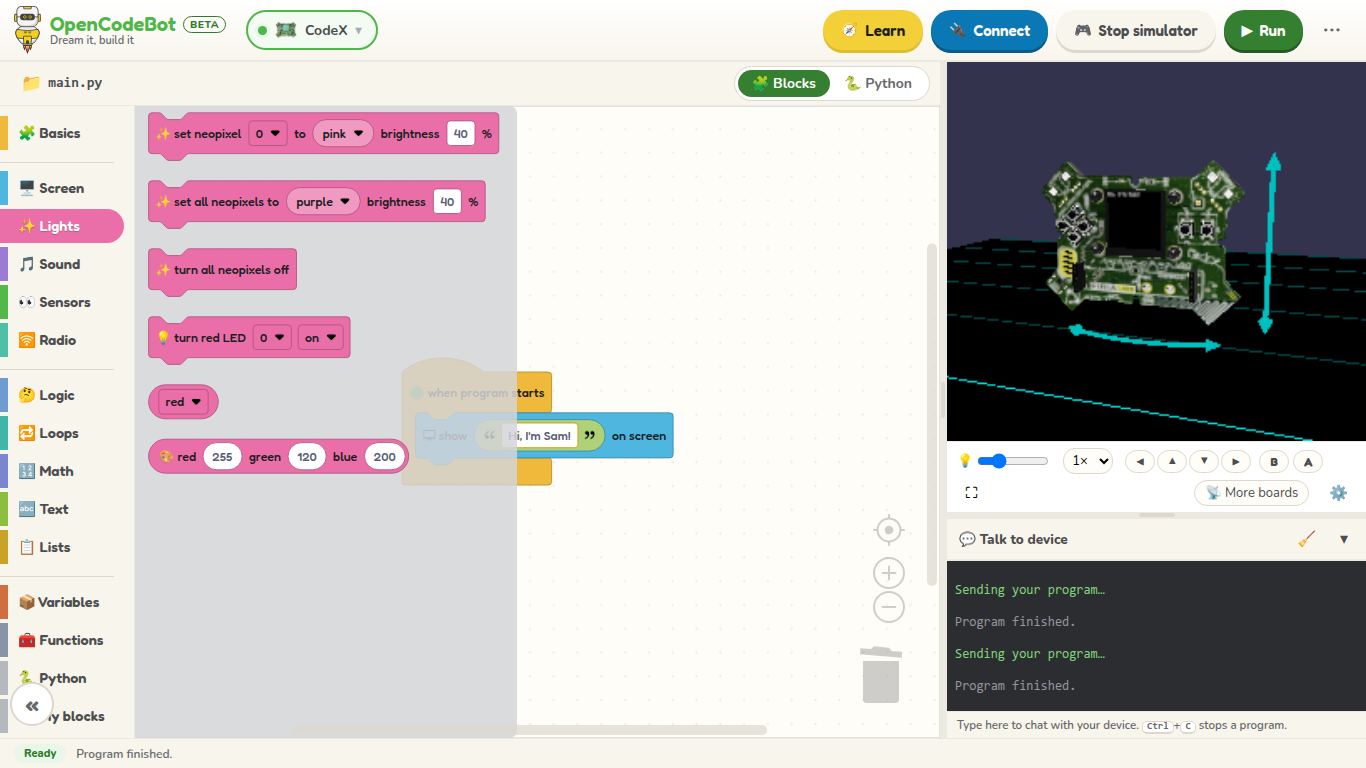 OpenCodeBot BETA
Dream it, build it
CodeX ▾
Learn
Connect
Stop simulator
▶ Run
...
main.py
Blocks
Python
Basics
Screen
Lights
Sound
Sensors
Radio
Logic
Loops
Math
Text
Lists
Variables
Functions
Python
blocks
«
set neopixel 0 to pink brightness 40 %
set all neopixels to purple brightness 40 %
turn all neopixels off
turn red LED 0 on
red
red 255 green 120 blue 200
when program starts
show “ Hi, I'm Sam! ” on screen
1×
B
A
More boards
Talk to device
Sending your program…
Program finished.
Sending your program…
Program finished.
Type here to chat with your device. Ctrl+C stops a program.
Ready Program finished.